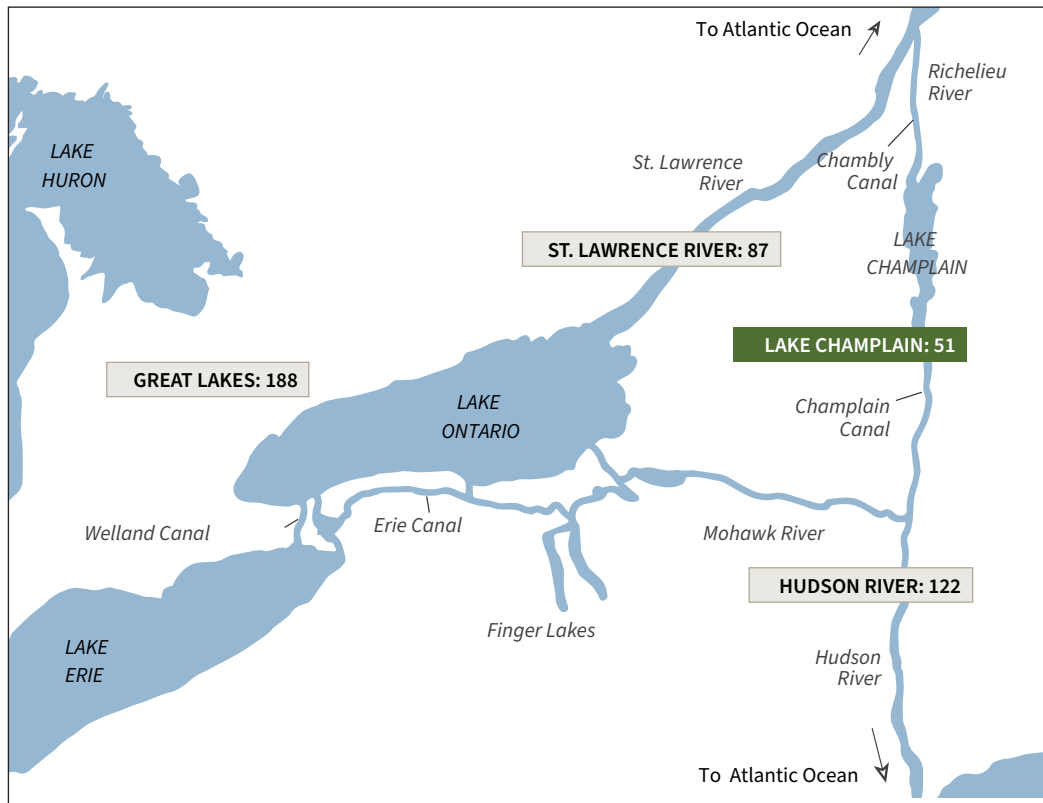 To Atlantic Ocean
Richelieu
River
LAKE
HURON
St. Lawrence
River
Chambly
Canal
ST. LAWRENCE RIVER: 87
LAKE
CHAMPLAIN
LAKE CHAMPLAIN: 51
GREAT LAKES: 188
LAKE
ONTARIO
Champlain
Canal
Welland Canal
Erie Canal
Mohawk River
HUDSON RIVER: 122
Finger Lakes
LAKE
ERIE
Hudson
River
To Atlantic Ocean